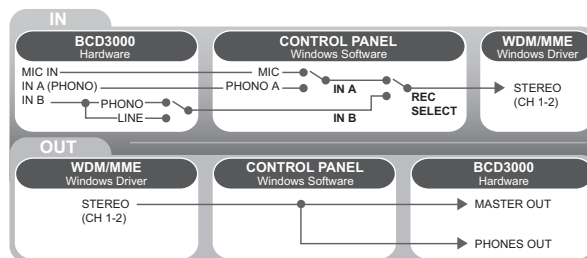 IN
BCD3000
Hardware
CONTROL PANEL
Windows Software
WDM/MME
Windows Driver
MIC IN
MIC
IN A (PHONO)
PHONO A
IN A
STEREO
(CH 1-2)
IN B
PHONO
REC
SELECT
LINE
IN B
OUT
WDM/MME
Windows Driver
CONTROL PANEL
Windows Software
BCD3000
Hardware
STEREO
(CH 1-2)
MASTER OUT
PHONES OUT